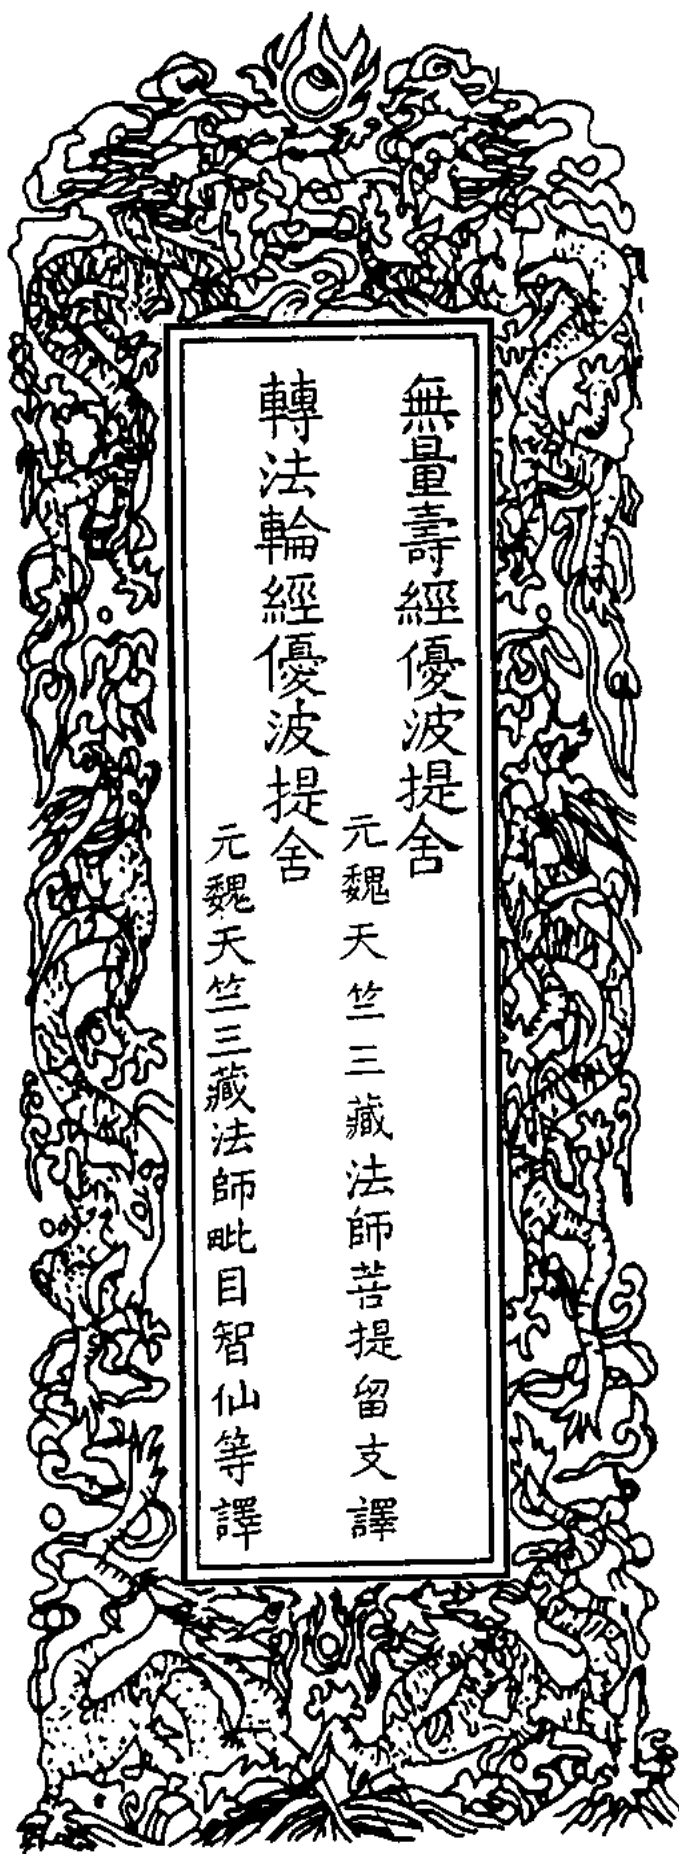 無量壽經優波提舍
元魏天竺三藏法師菩提留支譯
轉法輪經優波提舍
元魏天竺三藏法師毗目智仙等譯